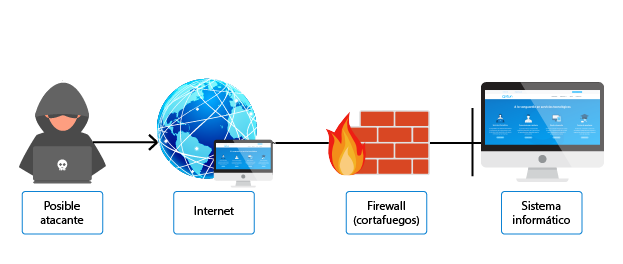 Posible
atacante
Internet
Firewall
(cortafuegos)
Sistema
informático